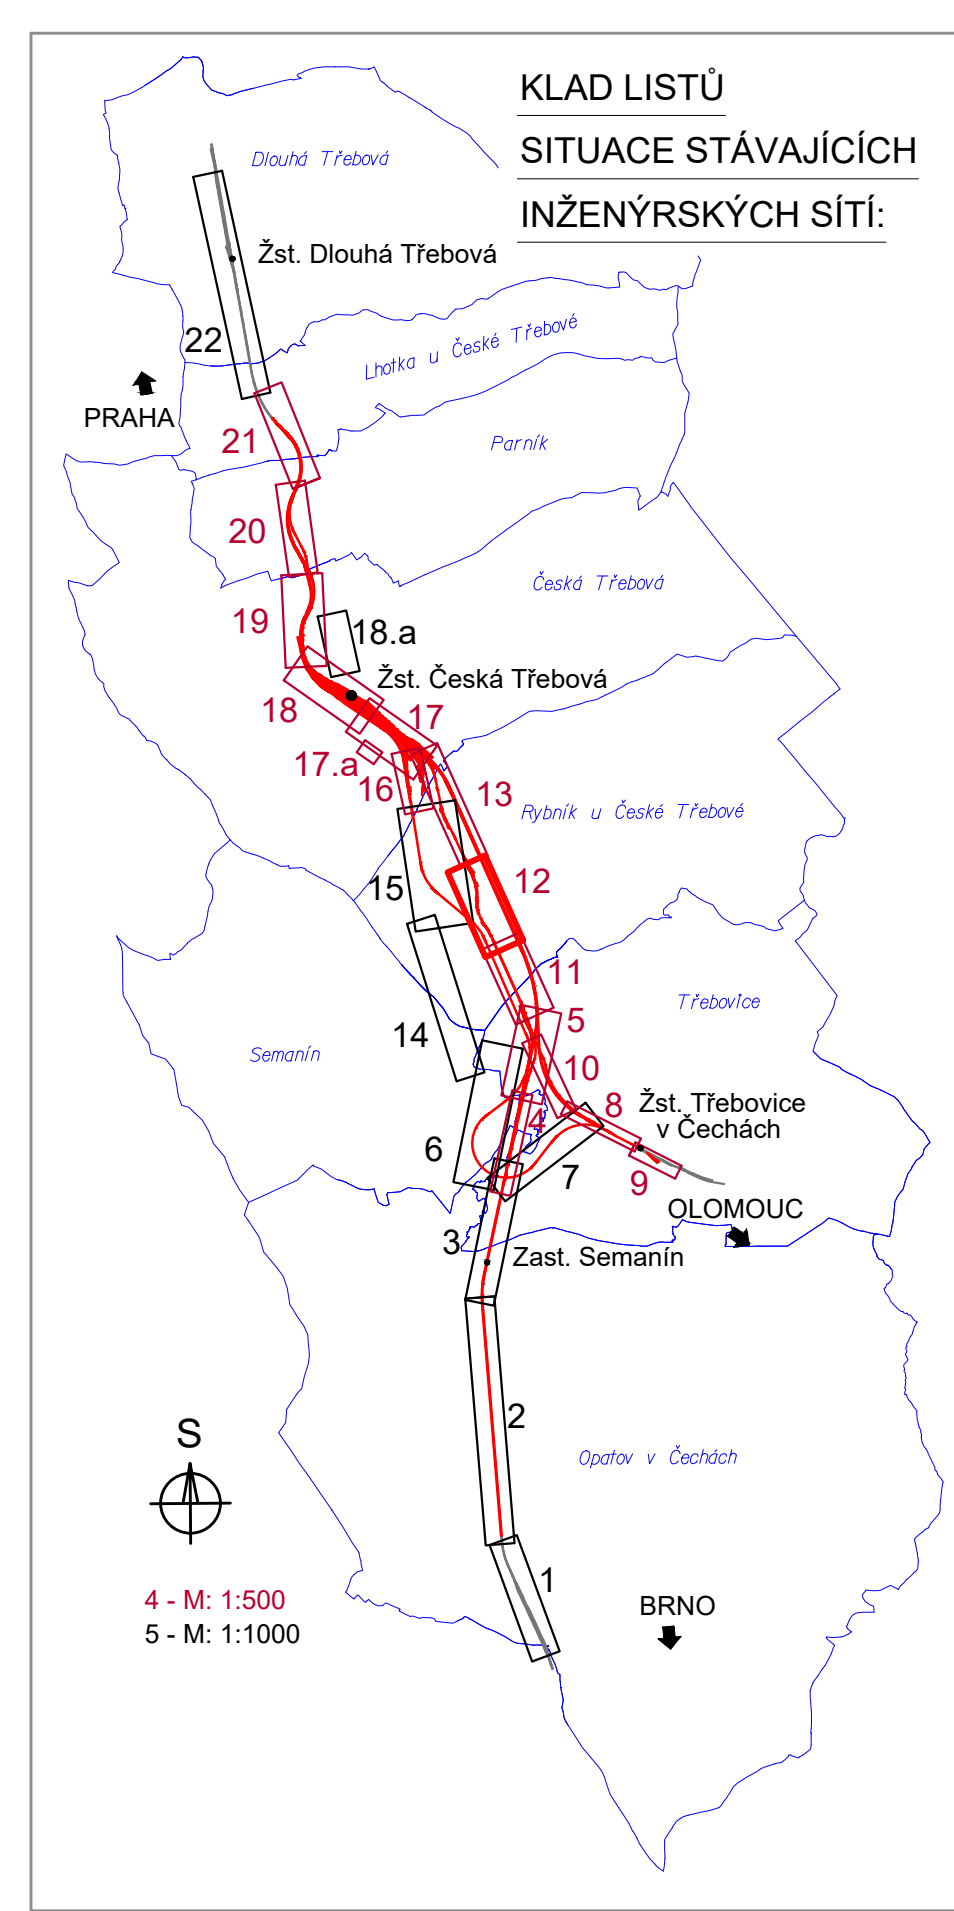 KLAD LISTŮ
SITUACE STÁVAJÍCÍCH
INŽENÝRSKÝCH SÍTÍ:
Dlouhá Třebová
Žst. Dlouhá Třebová
22
Lhotka u České Třebové
PRAHA
21
Parník
20
Česká Třebová
19
18.a
Žst. Česká Třebová
18
17
17.a
16
13
Rybník u České Třebové
12
15
11
Třebovice
5
14
Semanín
10
8
Žst. Třebovice
v Čechách
4
6
7
9
OLOMOUC
3
Zast. Semanín
2
S
Opatov v Čechách
1
4 - M: 1:500
5 - M: 1:1000
BRNO